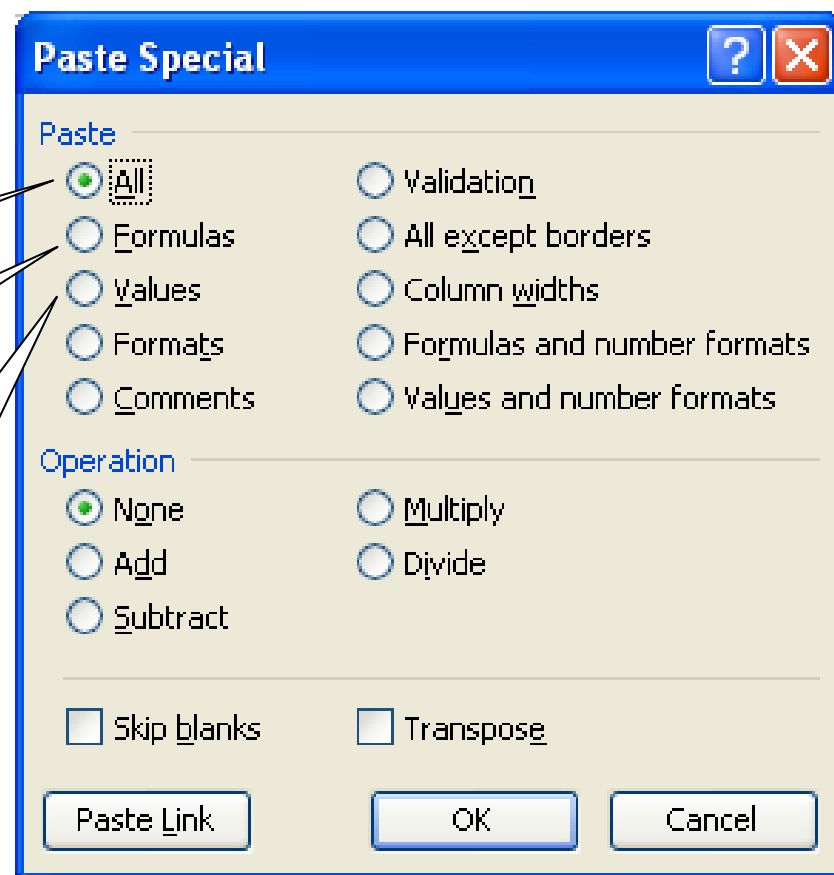 Paste Special
Paste
All
Validation
Formulas
All except borders
Values
Column widths
Formats
Formulas and number formats
Comments
Values and number formats
Operation
None
Multiply
Add
Divide
Subtract
Skip blanks
Transpose
Paste Link
OK
Cancel